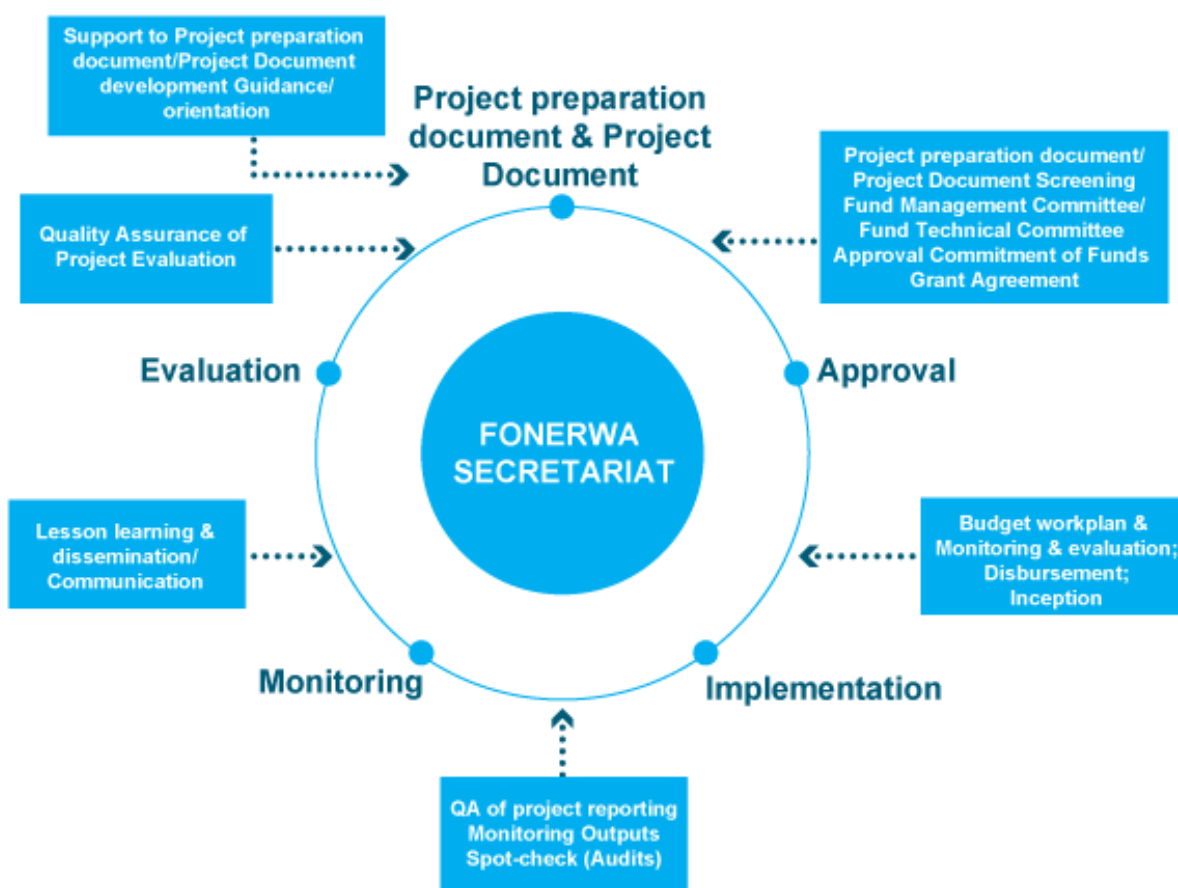 Support to Project preparation
document/Project Document
development Guidance/
orientation
Project preparation
document & Project
Document
Project preparation document/
Project Document Screening
Fund Management Committee/
Fund Technical Committee
Approval Commitment of Funds
Grant Agreement
Quality Assurance of
Project Evaluation
Evaluation
Approval
FONERWA
SECRETARIAT
Lesson learning &
dissemination/
Communication
Budget workplan &
Monitoring & evaluation;
Disbursement;
Inception
Monitoring
Implementation
QA of project reporting
Monitoring Outputs
Spot-check (Audits)